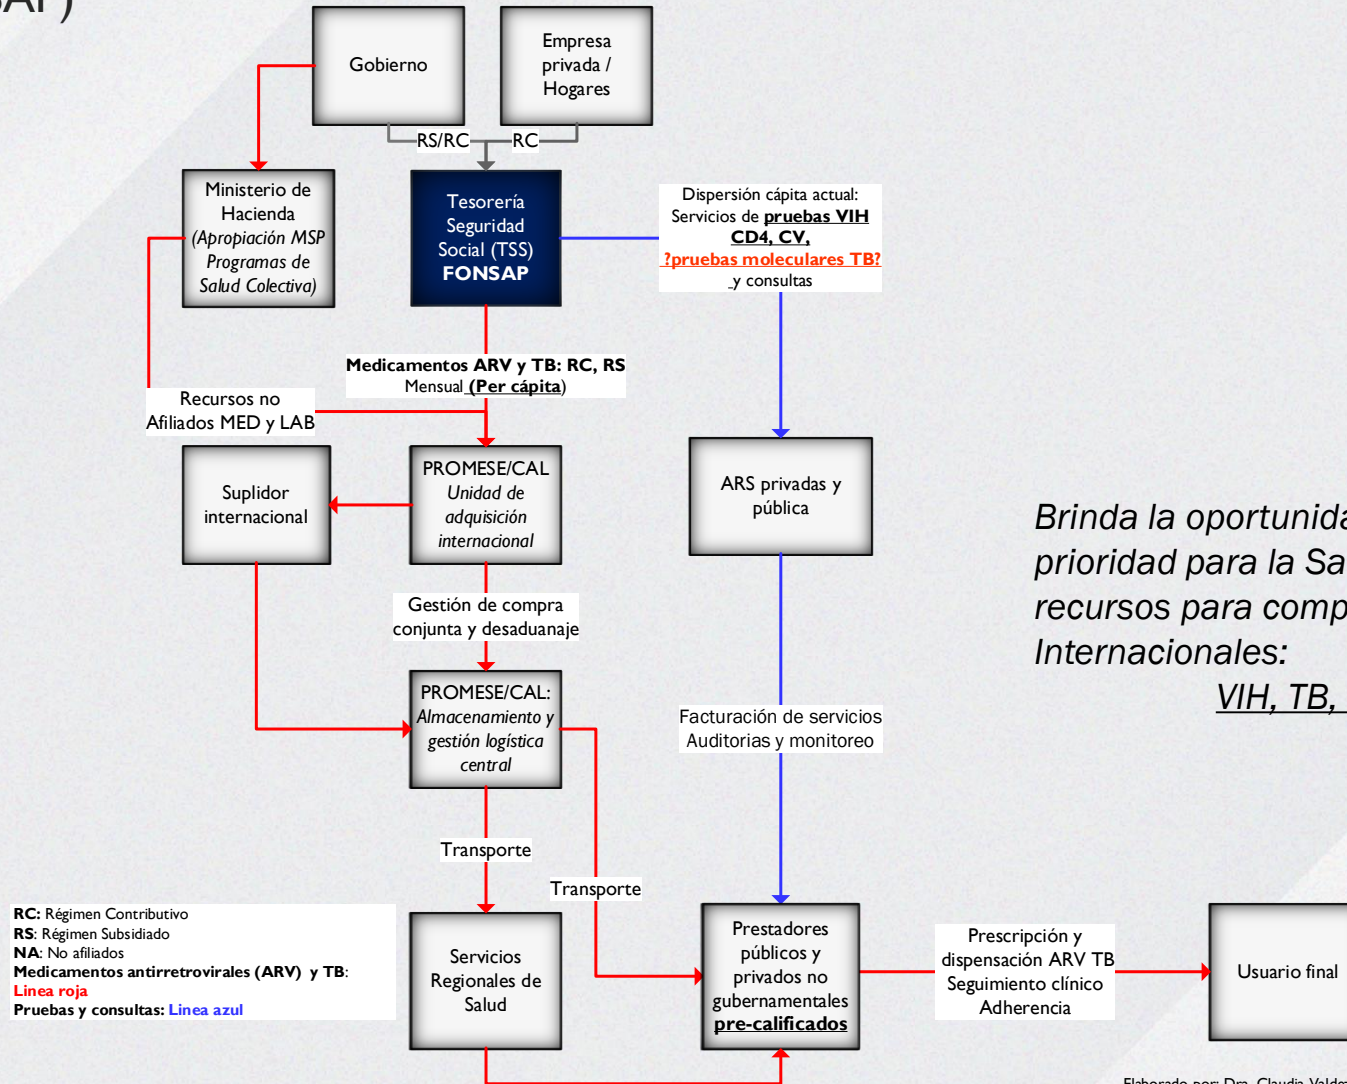 Gobierno
Empresa
privada /
Hogares
RS/RC
RC
Ministerio de
Hacienda
(Apropiación MSP
Programas de
Salud Colectiva)
Tesorería
Seguridad
Social (TSS)
FONSAP
Dispersión cápita actual:
Servicios de pruebas VIH
CD4, CV,
?pruebas moleculares TB?
y consultas
Medicamentos ARV y TB: RC, RS
Mensual (Per cápita)
Recursos no
Afiliados MED y LAB
Suplidor
internacional
PROMESE/CAL
Unidad de
adquisición
internacional
ARS privadas y
pública
Brinda la
prioridad para la
recursos para
Internacionales:
VIH, TB,
Gestión de compra
conjunta y desaduanaje
PROMESE/CAL:
Almacenamiento y
gestión logística
central
Facturación de servicios
Auditorias y monitoreo
Transporte
Transporte
RC: Régimen Contributivo
RS: Régimen Subsidiado
NA: No afiliados
Medicamentos antirretrovirales (ARV) y TB:
Linea roja
Pruebas y consultas: Linea azul
Servicios
Regionales de
Salud
Prestadores
públicos y
privados no
gubernamentales
pre-calificados
Prescripción y
dispensación ARV TB
Seguimiento clínico
Adherencia
Usuario final
Elaborado por: Dra. Claudia